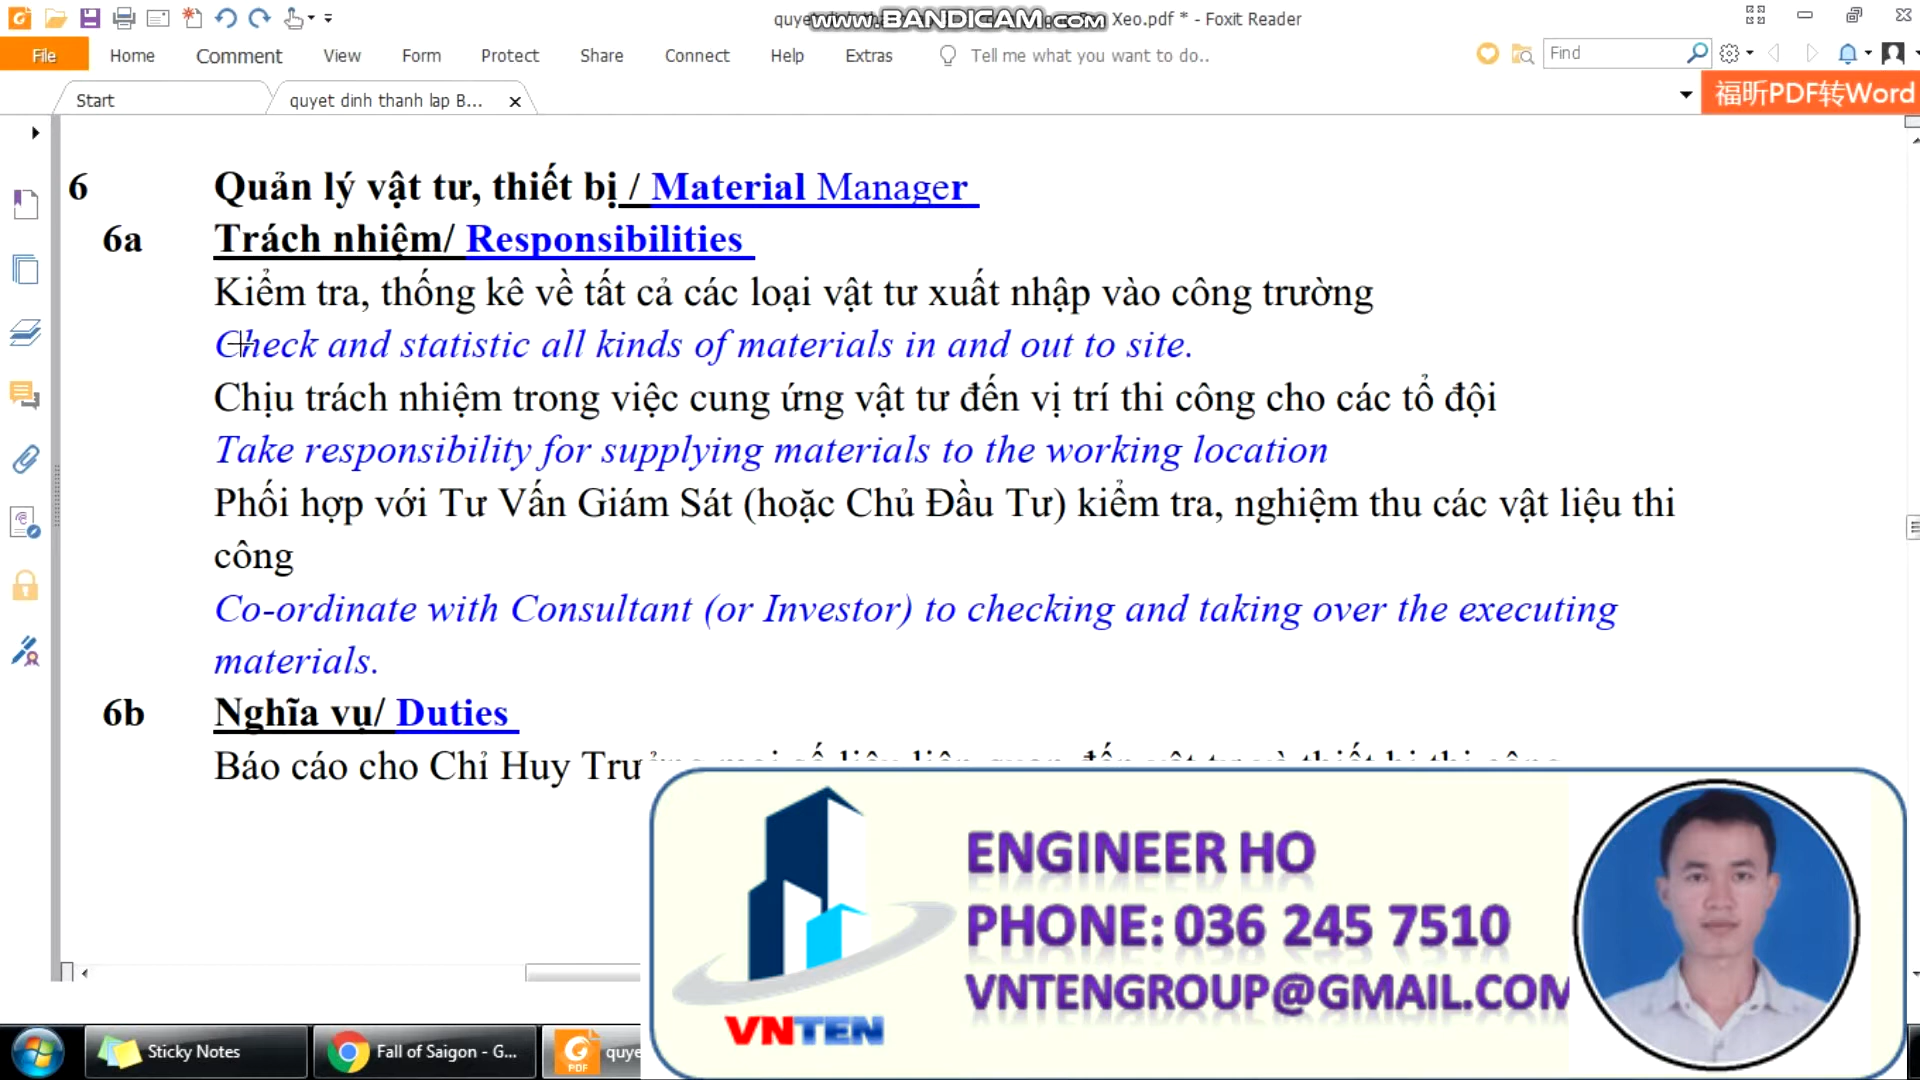 quyet dinh th
www.BANDICAM.com
Xeo.pdf * - Foxit Reader
File Home Comment View Form Protect Share Connect Help Extras Tell me what you want to do.. Find
Start quyet dinh thanh lap B... 福昕PDF转Word
6 Quản lý vật tư, thiết bị / Material Manager
6a Trách nhiệm/ Responsibilities
Kiểm tra, thống kê về tất cả các loại vật tư xuất nhập vào công trường
Check and statistic all kinds of materials in and out to site.
Chịu trách nhiệm trong việc cung ứng vật tư đến vị trí thi công cho các tổ đội
Take responsibility for supplying materials to the working location
Phối hợp với Tư Vấn Giám Sát (hoặc Chủ Đầu Tư) kiểm tra, nghiệm thu các vật liệu thi
công
Co-ordinate with Consultant (or Investor) to checking and taking over the executing
materials.
6b Nghĩa vụ/ Duties
Báo cáo cho Chỉ Huy
ENGINEER HO
PHONE: 036 245 7510
VNTENGROUP@GMAIL.COM
VNTEN
Sticky Notes Fall of Saigon - G... PDF quye